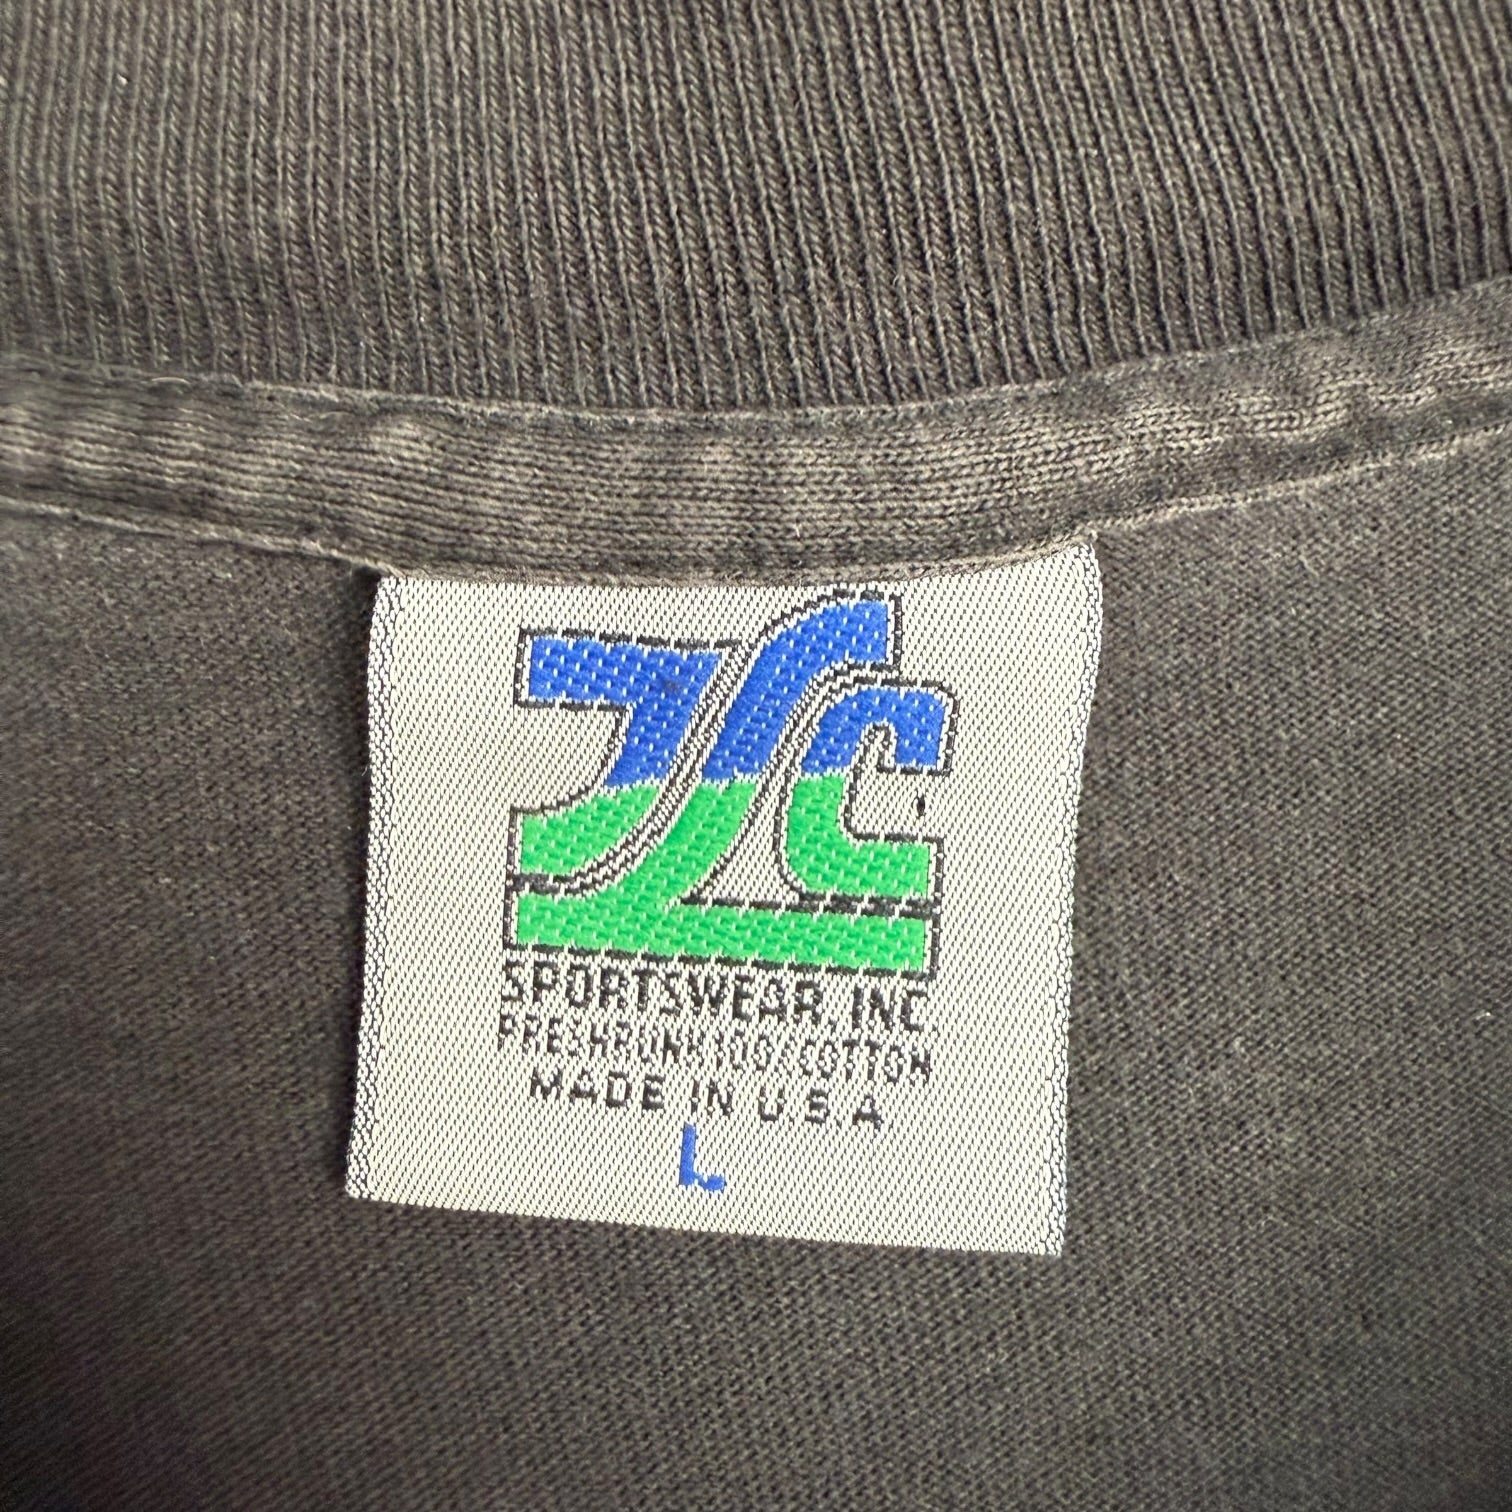 SPORTSWEAR, INC
PRESHRUNK 100% COTTON
MADE IN U.S.A
L